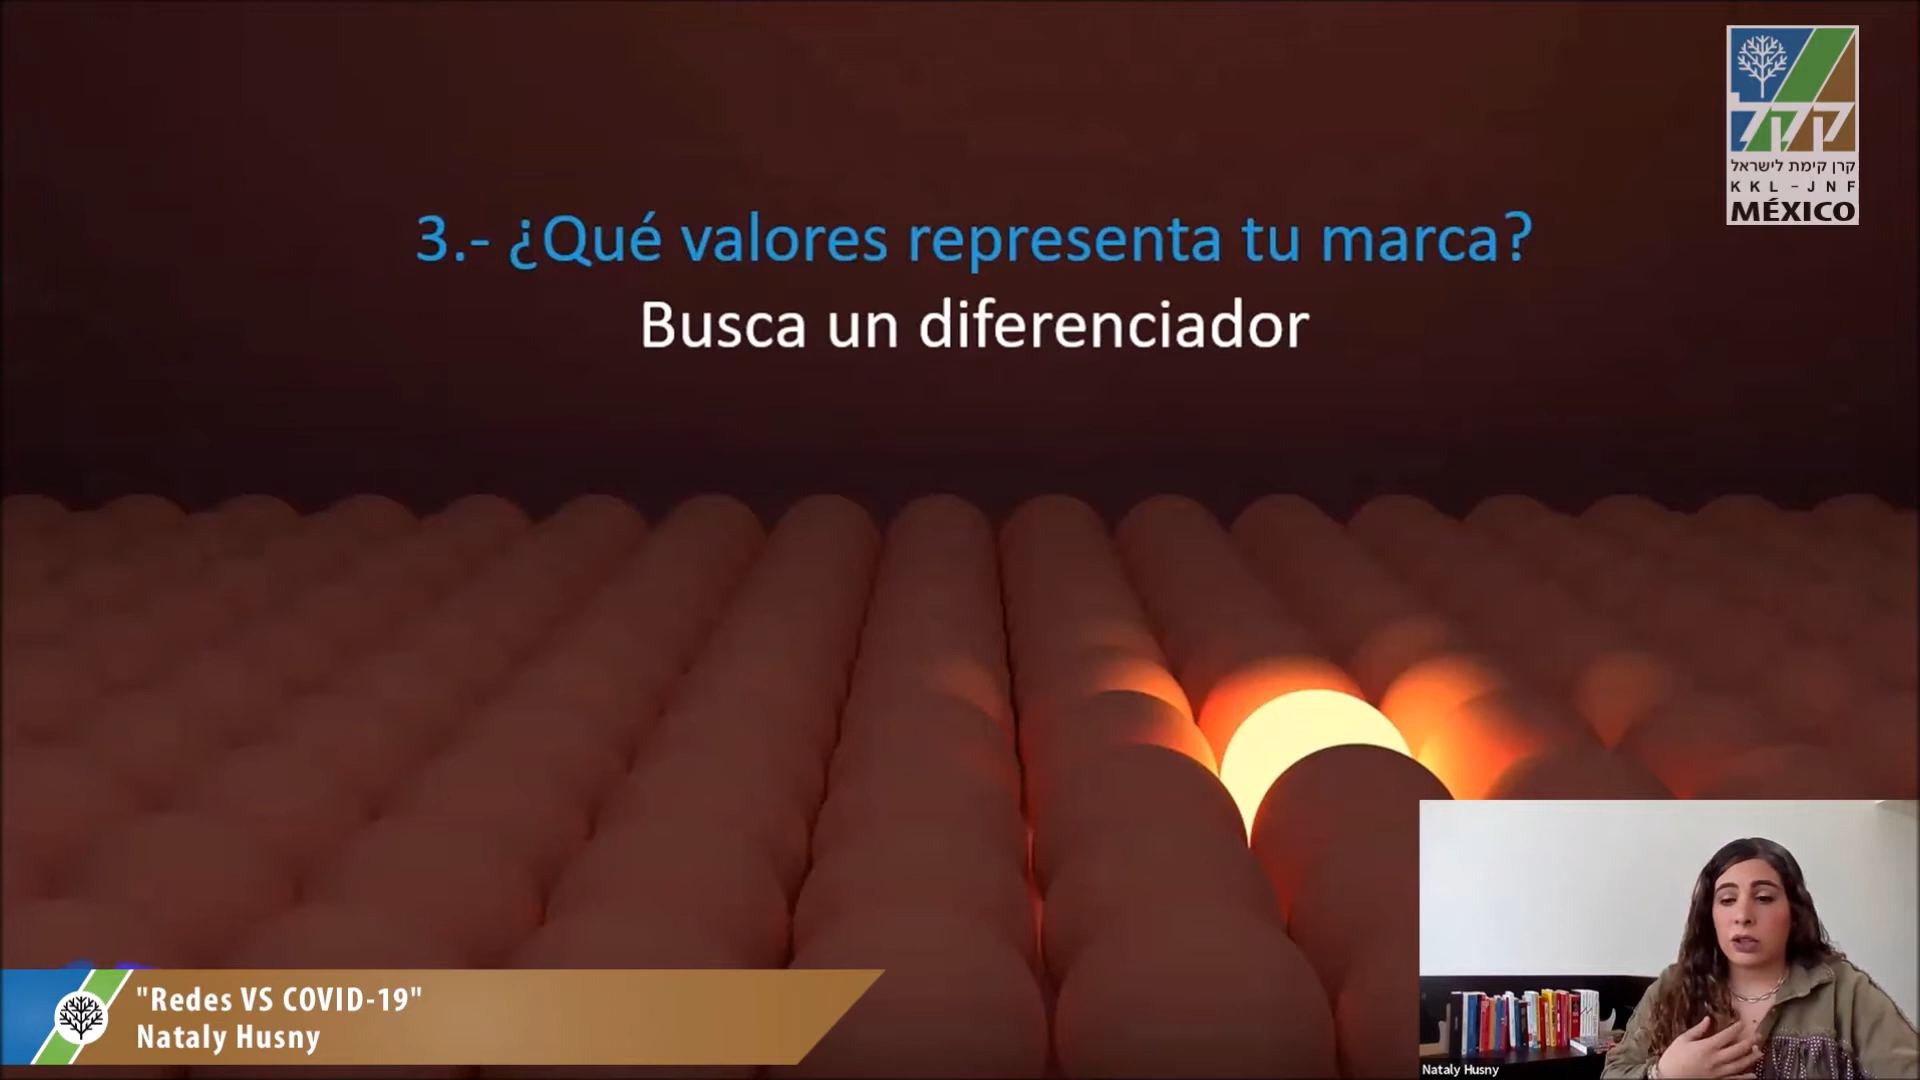 קקל
קרן קימת לישראל
KKL-JNF
MÉXICO
3.- ¿Qué valores representa tu marca?
Busca un diferenciador
"Redes VS COVID-19"
Nataly Husny
Nataly Husny